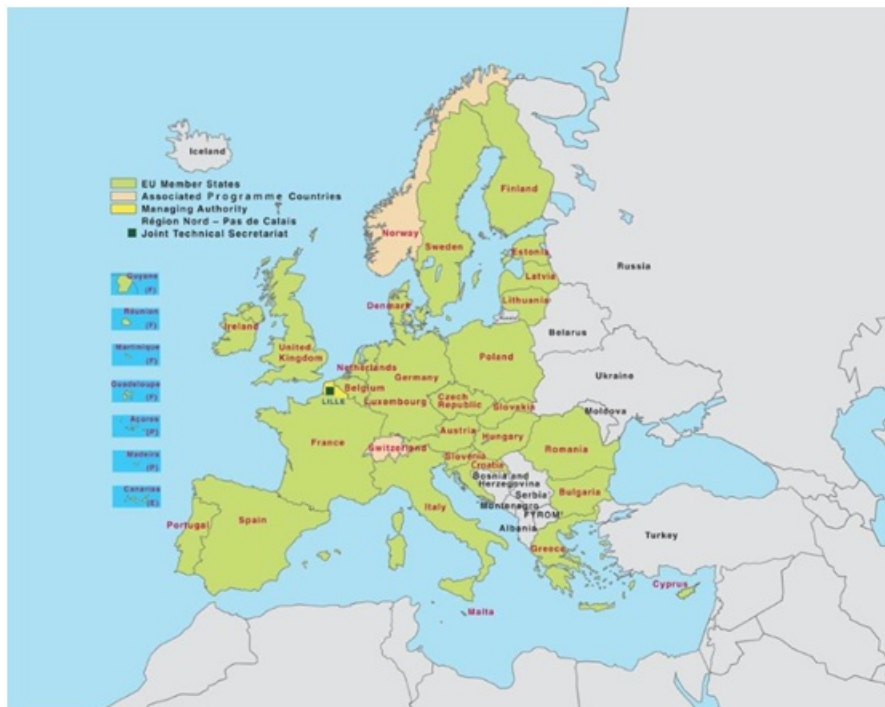 Iceland
EU Member States
Associated Programme Countries
Managing Authority
Région Nord – Pas de Calais
Joint Technical Secretariat
Norway
Sweden
Finland
Estonia
Latvia
Lithuania
Russia
Belarus
Ukraine
Moldova
Denmark
Ireland
United
Kingdom
Netherlands
Belgium
Luxembourg
LILLE
Germany
Poland
Czech
Republic
Slovakia
Austria
Hungary
Romania
France
Switzerland
Slovenia
Croatia
Bosnia and
Herzegovina
Serbia
Montenegro
FYROM
Albania
Bulgaria
Italy
Portugal
Spain
Greece
Turkey
Malta
Cyprus
Guyane
(F)
Réunion
(F)
Martinique
(F)
Guadeloupe
(F)
Açores
(P)
Madeira
(P)
Canarias
(E)